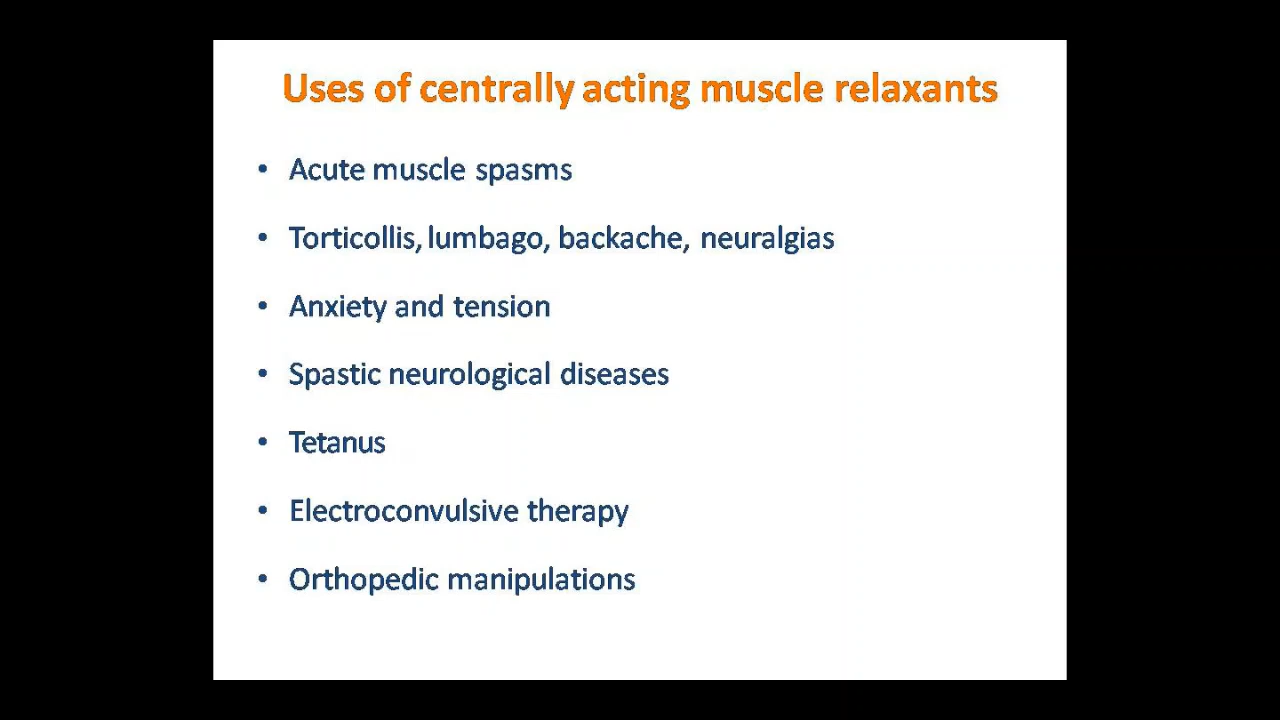 Uses of centrally acting muscle relaxants
• Acute muscle spasms
• Torticollis, lumbago, backache, neuralgias
• Anxiety and tension
• Spastic neurological diseases
• Tetanus
• Electroconvulsive therapy
• Orthopedic manipulations